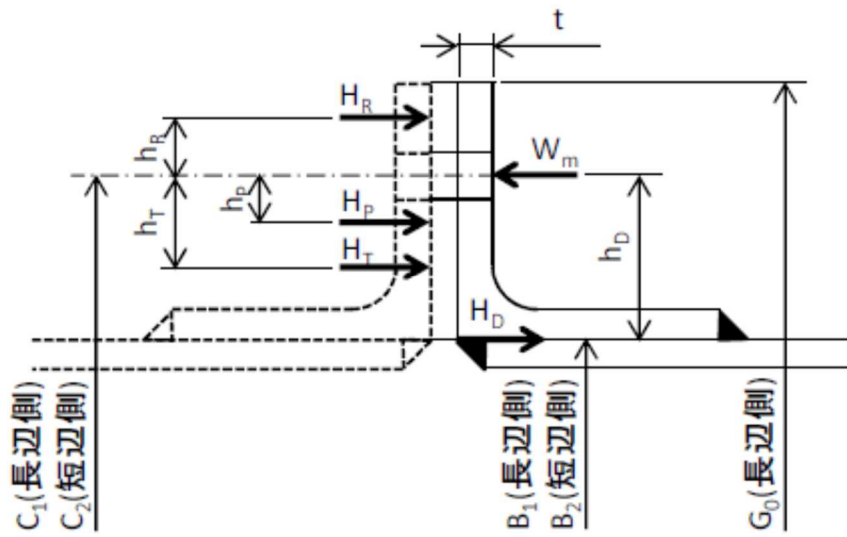 t
H_R
h_R
W_m
h_P
H_P
h_T
H_T
h_D
H_D
C_1(長辺側)
C_2(短辺側)
B_1(長辺側)
B_2(短辺側)
G_0(長辺側)